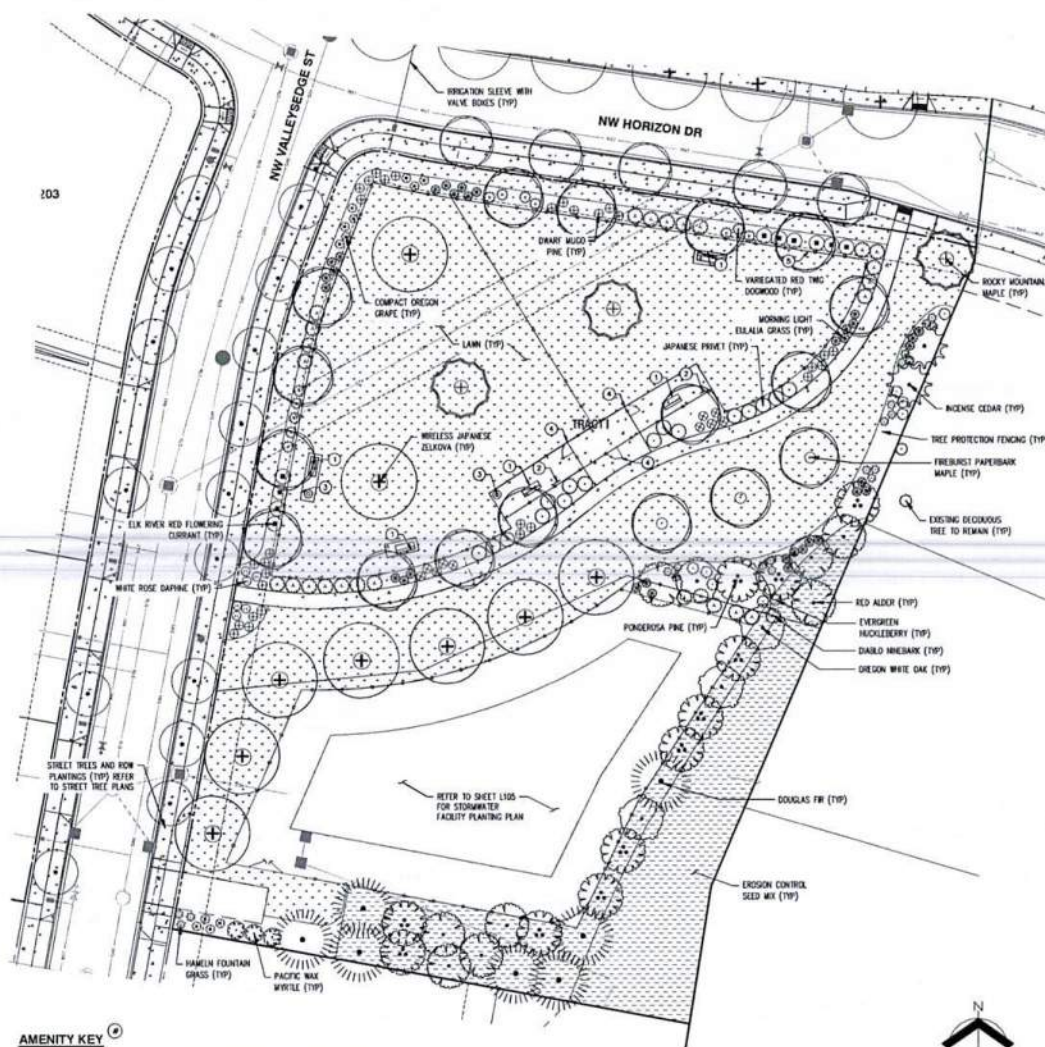 NW VALLEYSEDGE ST
IRRIGATION SLEEVE WITH
VALVE BOXES (TYP)
NW HORIZON DR
203
DWARF MUGO
PINE (TYP)
VARIEGATED RED TWIG
DOGWOOD (TYP)
ROCKY MOUNTAIN
MAPLE (TYP)
COMPACT OREGON
GRAPE (TYP)
MORNING LIGHT
EULALIA GRASS (TYP)
LAWN (TYP)
JAPANESE PRIVET (TYP)
INCENSE CEDAR (TYP)
TRACT I
WIRELESS JAPANESE
ZELKOVA (TYP)
TREE PROTECTION FENCING (TYP
FIREBURST PAPERBARK
MAPLE (TYP)
ELK RIVER RED FLOWERING
CURRANT (TYP)
EXISTING DECIDUOUS
TREE TO REMAIN (TYP)
WHITE ROSE DAPHNE (TYP)
RED ALDER (TYP)
PONDEROSA PINE (TYP)
EVERGREEN
HUCKLEBERRY (TYP)
DIABLO NINEBARK (TYP)
OREGON WHITE OAK (TYP)
STREET TREES AND ROW
PLANTINGS (TYP) REFER
TO STREET TREE PLANS
REFER TO SHEET L105
FOR STORMWATER
FACILITY PLANTING PLAN
DOUGLAS FIR (TYP)
EROSION CONTROL
SEED MIX (TYP)
HAMELN FOUNTAIN
GRASS (TYP)
PACIFIC WAX
MYRTLE (TYP)
AMENITY KEY
N